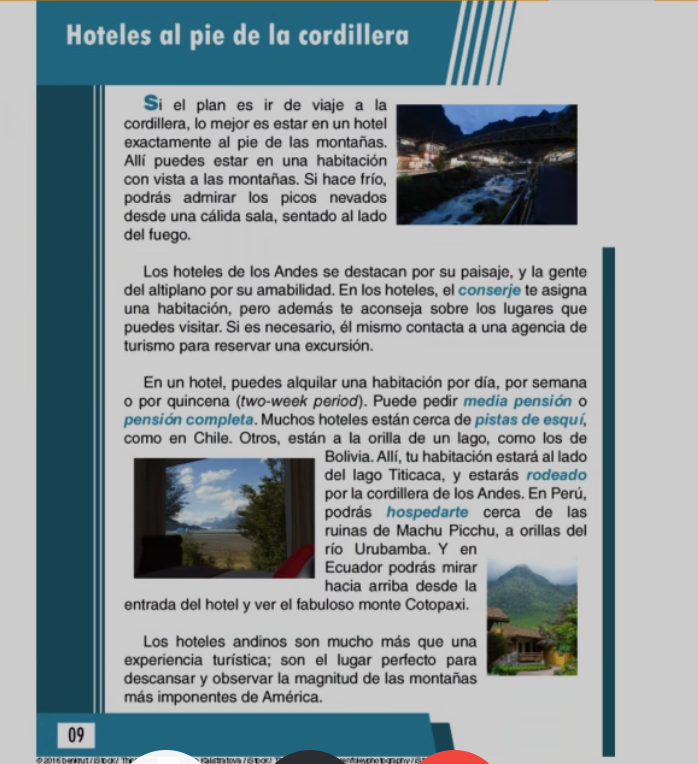 Hoteles al pie de la cordillera
Si el plan es ir de viaje a la
cordillera, lo mejor es estar en un hotel
exactamente al pie de las montañas.
Allí puedes estar en una habitación
con vista a las montañas. Si hace frío,
podrás admirar los picos nevados
desde una cálida sala, sentado al lado
del fuego.
Los hoteles de los Andes se destacan por su paisaje, y la gente
del altiplano por su amabilidad. En los hoteles, el conserje te asigna
una habitación, pero además te aconseja sobre los lugares que
puedes visitar. Si es necesario, él mismo contacta a una agencia de
turismo para reservar una excursión.
En un hotel, puedes alquilar una habitación por día, por semana
o por quincena (two-week period). Puede pedir media pensión o
pensión completa. Muchos hoteles están cerca de pistas de esquí,
como en Chile. Otros, están a la orilla de un lago, como los de
Bolivia. Allí, tu habitación estará al lado
del lago Titicaca, y estarás rodeado
por la cordillera de los Andes. En Perú,
podrás hospedarte cerca de las
ruinas de Machu Picchu, a orillas del
río Urubamba. Y en
Ecuador podrás mirar
hacia arriba desde la
entrada del hotel y ver el fabuloso monte Cotopaxi.
Los hoteles andinos son mucho más que una
experiencia turística; son el lugar perfecto para
descansar y observar la magnitud de las montañas
más imponentes de América.
09
© 2016 benkrut / iStock /